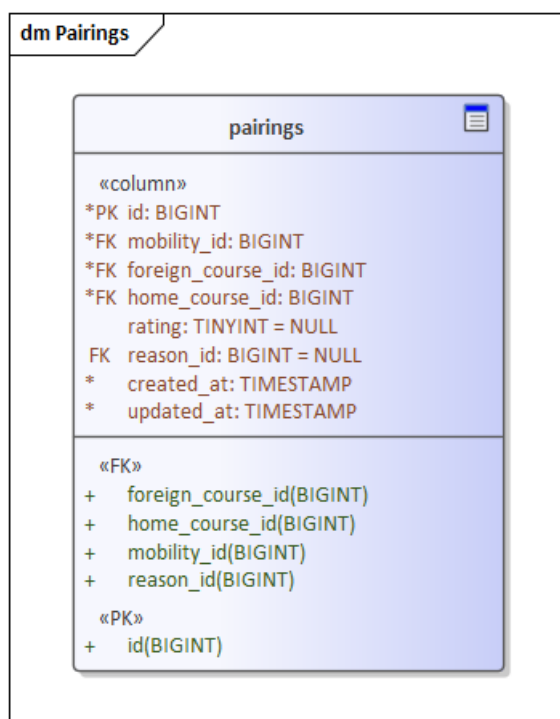 dm Pairings
pairings
«column»
*PK id: BIGINT
*FK mobility_id: BIGINT
*FK foreign_course_id: BIGINT
*FK home_course_id: BIGINT
rating: TINYINT = NULL
FK reason_id: BIGINT = NULL
* created_at: TIMESTAMP
* updated_at: TIMESTAMP
«FK»
+ foreign_course_id(BIGINT)
+ home_course_id(BIGINT)
+ mobility_id(BIGINT)
+ reason_id(BIGINT)
«PK»
+ id(BIGINT)